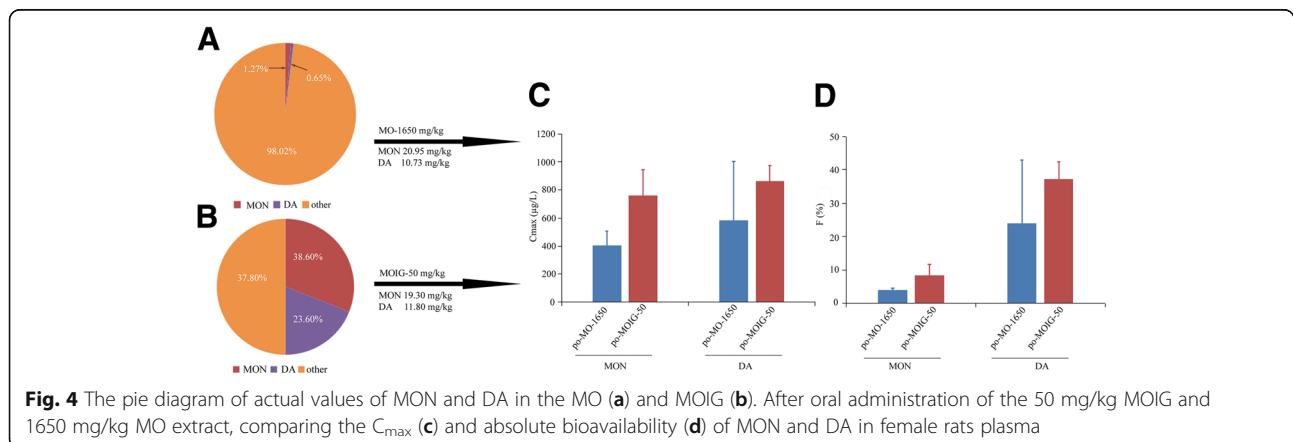 A
1.27%
0.65%
98.02%
■ MON ■ DA ■ other
MO-1650 mg/kg
MON 20.95 mg/kg
DA 10.73 mg/kg
B
38.60%
37.80%
23.60%
■ MON ■ DA ■ other
MOIG-50 mg/kg
MON 19.30 mg/kg
DA 11.80 mg/kg
C
Cmax (μg/L)
1200
1000
800
600
400
200
0
po-MO-1650
po-MOIG-50
po-MO-1650
po-MOIG-50
MON
DA
D
F (%)
50
40
30
20
10
0
po-MO-1650
po-MOIG-50
po-MO-1650
po-MOIG-50
MON
DA
Fig. 4 The pie diagram of actual values of MON and DA in the MO (a) and MOIG (b). After oral administration of the 50 mg/kg MOIG and
1650 mg/kg MO extract, comparing the Cmax (c) and absolute bioavailability (d) of MON and DA in female rats plasma